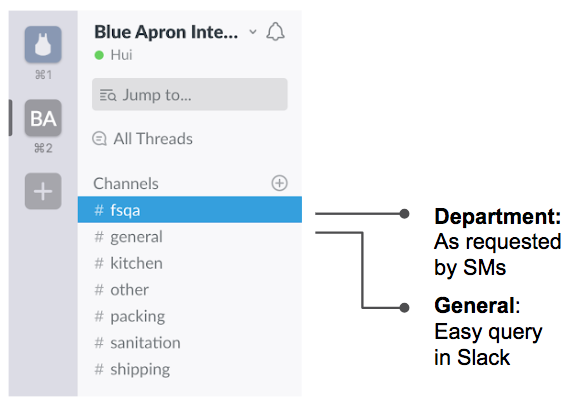 Blue Apron Inte...
Hui
⌘1
Jump to...
BA
⌘2
All Threads
Channels
# fsqa
# general
# kitchen
# other
# packing
# sanitation
# shipping
Department:
As requested
by SMs
General:
Easy query
in Slack